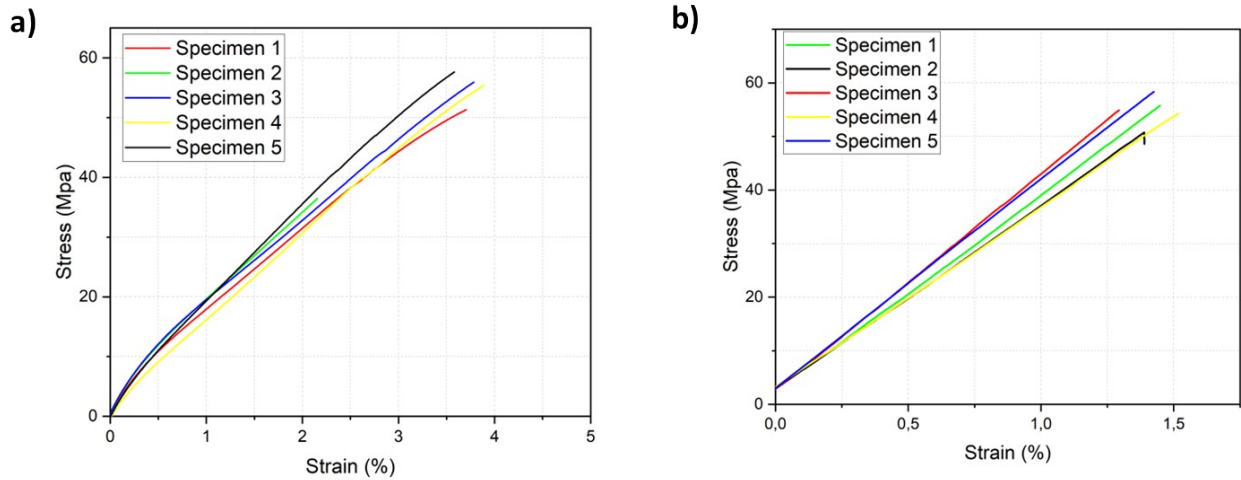 a)
Specimen 1
Specimen 2
Specimen 3
Specimen 4
Specimen 5
60
40
20
0
Stress (Mpa)
0 1 2 3 4 5
Strain (%)
b)
Specimen 1
Specimen 2
Specimen 3
Specimen 4
Specimen 5
60
40
20
0
Stress (Mpa)
0,0 0,5 1,0 1,5
Strain (%)